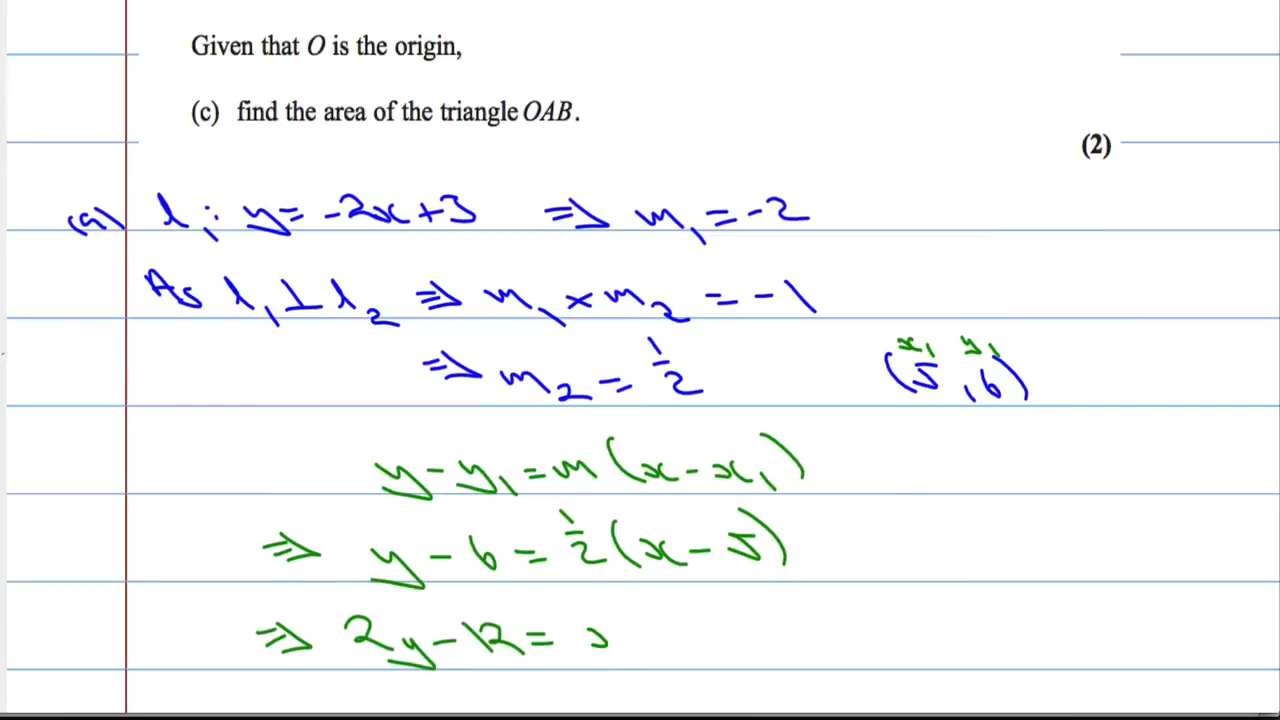 Given that O is the origin,
(c) find the area of the triangle OAB.
(2)
(a) l₁: y = -2x + 3 ⇒ m₁ = -2
As l₁ ⊥ l₂ ⇒ m₁ × m₂ = -1
⇒ m₂ = 1/2
x₁ y₁
(5, 6)
y - y₁ = m(x - x₁)
⇒ y - 6 = 1/2(x - 5)
⇒ 2y - 12 =